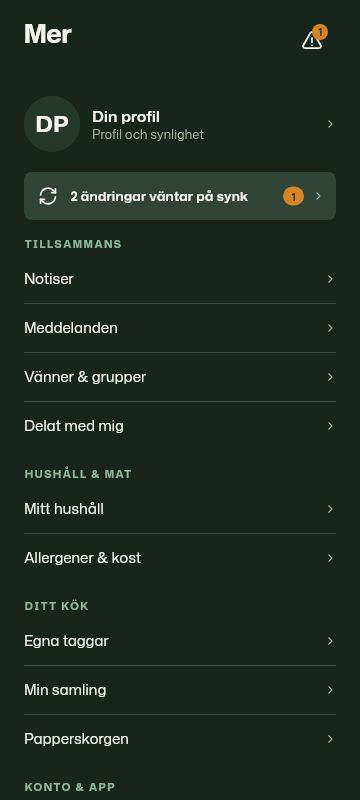 Mer
1
DP
Din profil
Profil och synlighet
2 ändringar väntar på synk
1
TILLSAMMANS
Notiser
Meddelanden
Vänner & grupper
Delat med mig
HUSHÅLL & MAT
Mitt hushåll
Allergener & kost
DITT KÖK
Egna taggar
Min samling
Papperskorgen
KONTO & APP